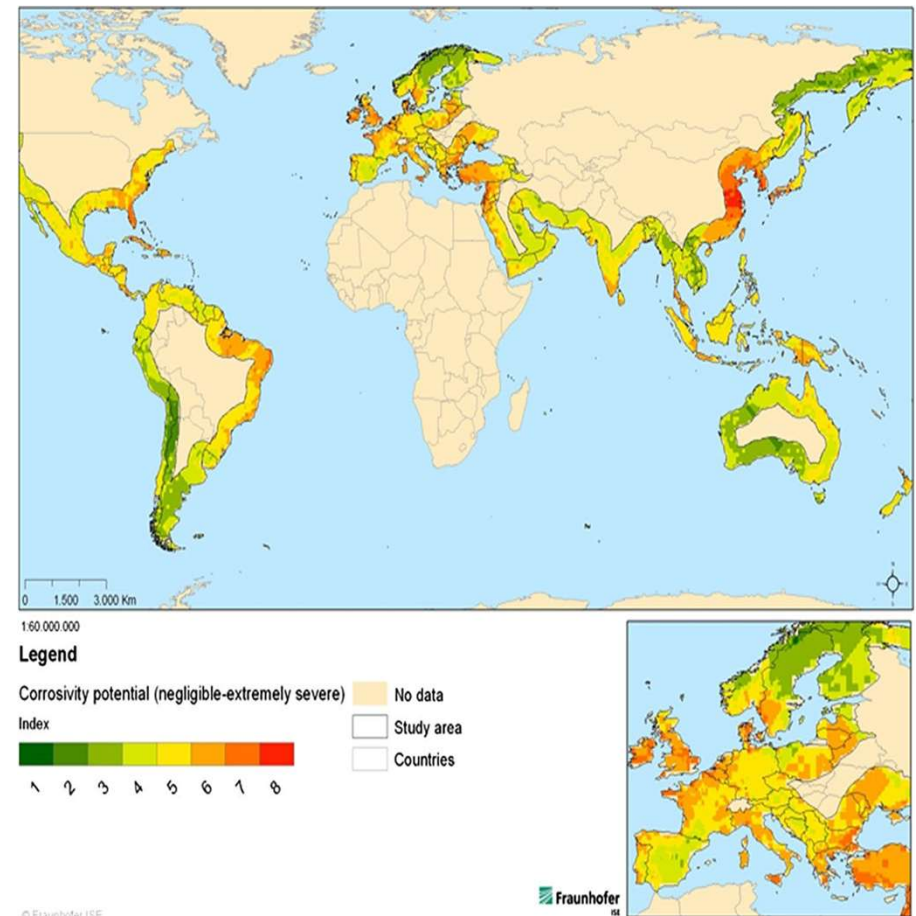 0 1.500 3.000 Km
1:60.000.000
Legend
Corrosivity potential (negligible-extremely severe)
Index
1 2 3 4 5 6 7 8
No data
Study area
Countries
Fraunhofer
ISE
© Fraunhofer ISE